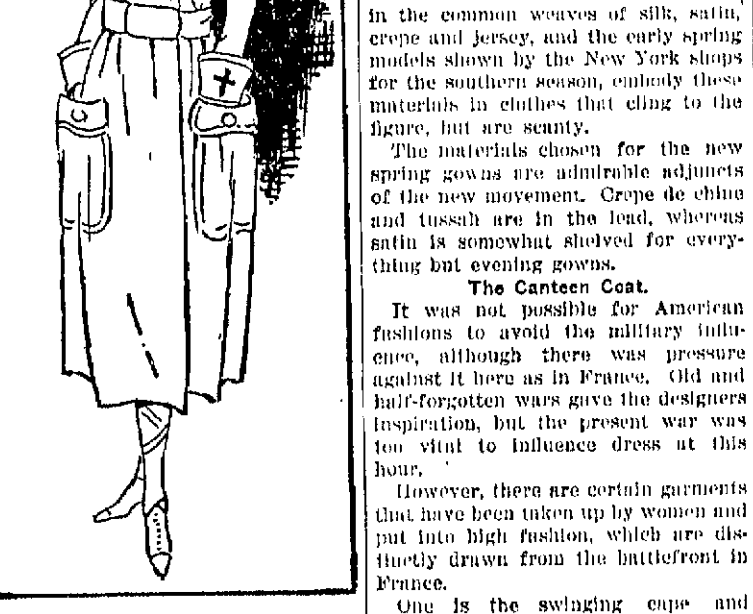 in the common weaves of silk, satin,
crepe and jersey, and the early spring
models shown by the New York shops
for the southern season, embody these
materials in clothes that cling to the
figure, but are scanty.
The materials chosen for the new
spring gowns are admirable adjuncts
of the new movement. Crepe de chine
and tussah are in the lead, whereas
satin is somewhat shelved for every-
thing but evening gowns.
The Canteen Coat.
It was not possible for American
fashions to avoid the military influ-
ence, although there was pressure
against it here as in France. Old and
half-forgotten wars gave the designers
inspiration, but the present war was
too vital to influence dress at this
hour.
However, there are certain garments
that have been taken up by women and
put into high fashion, which are dis-
tinctly drawn from the battlefront in
France.
One is the swinging cape and